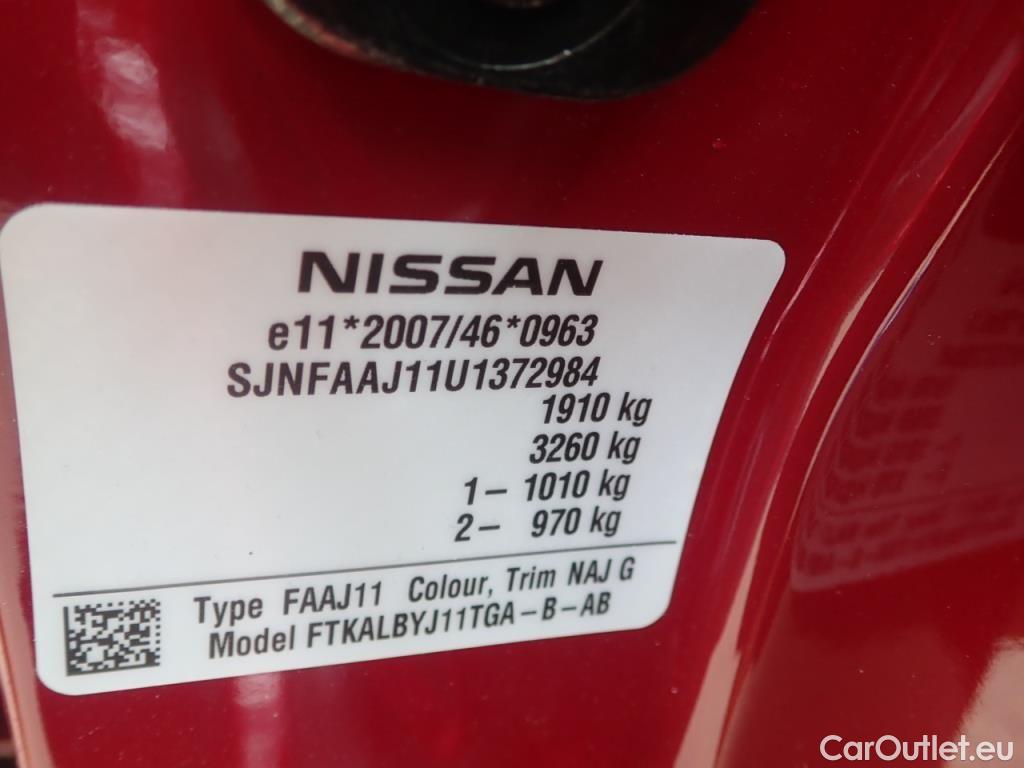 NISSAN
e11*2007/46*0963
SJNFAAJ11U1372984
1910 kg
3260 kg
1- 1010 kg
2- 970 kg
Type FAAJ11 Colour, Trim NAJ G
Model FTKALBYJ11TGA-B-AB
CarOutlet.eu